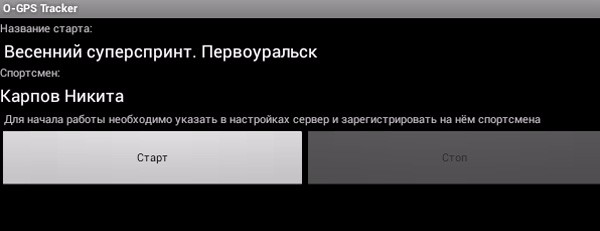 O-GPS Tracker
Название старта:
Весенний суперспринт. Первоуральск
Спортсмен:
Карпов Никита
Для начала работы необходимо указать в настройках сервер и зарегистрировать на нём спортсмена
Старт Стоп